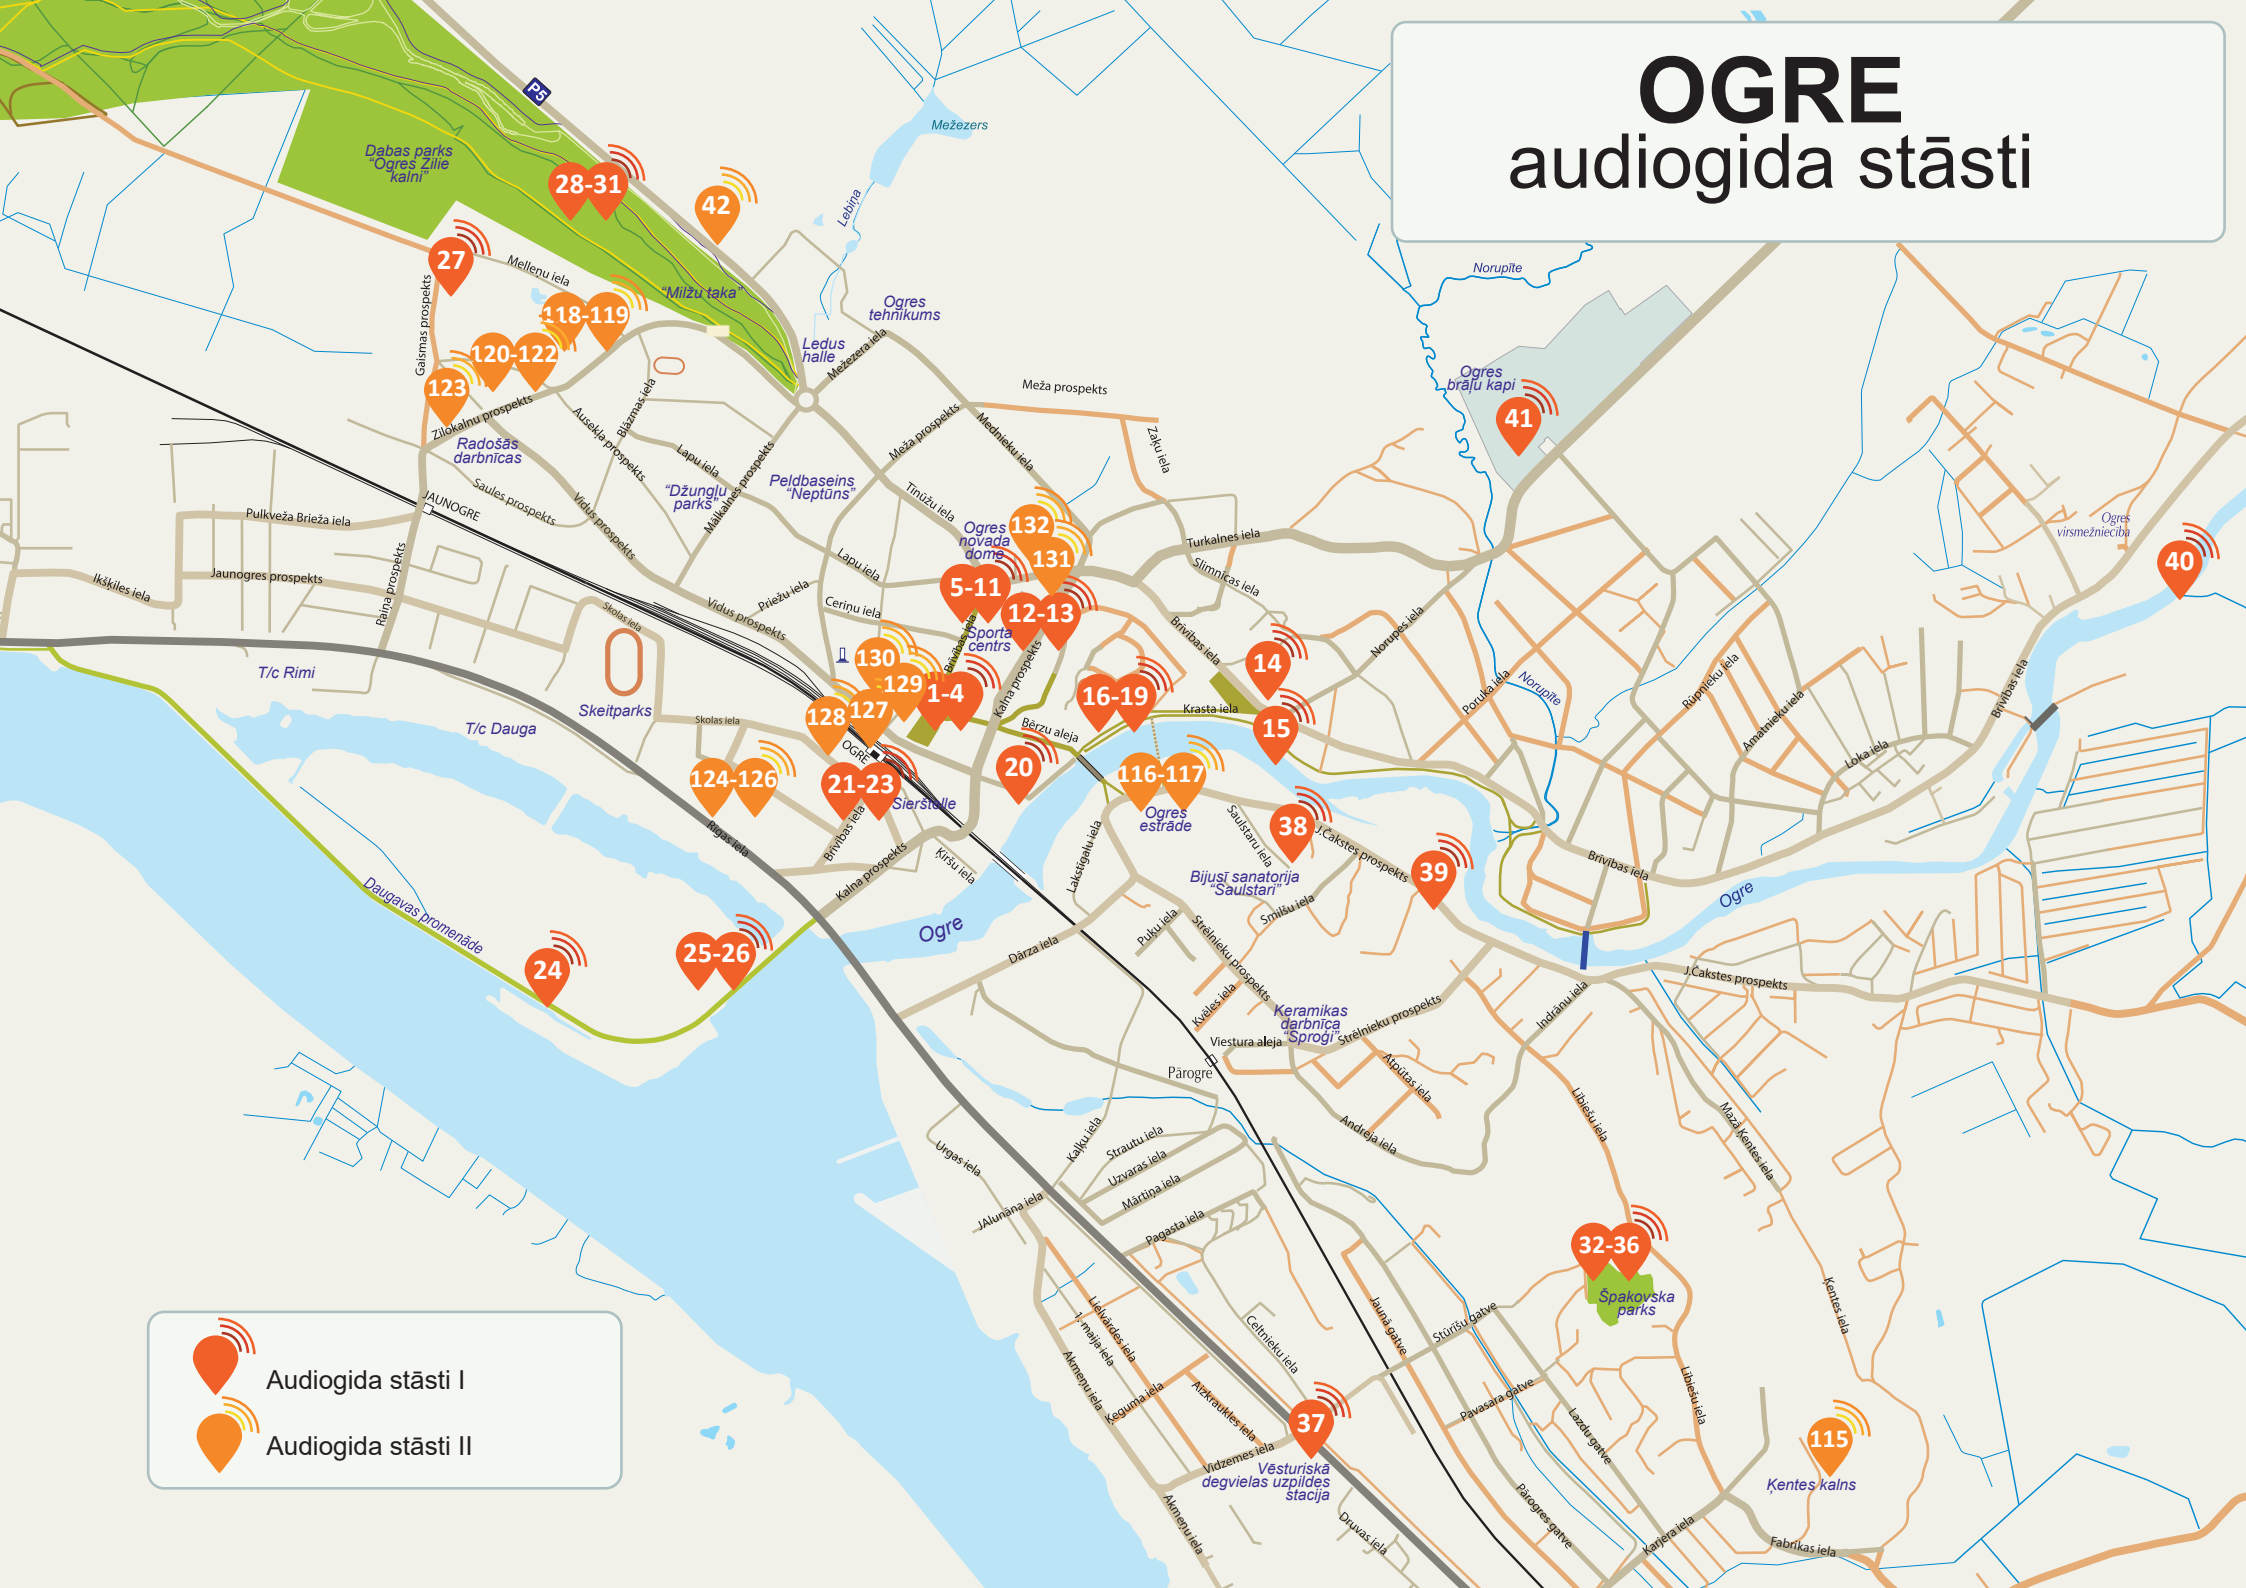 OGRE
audiogida stāsti
P5
Mežezers
Dabas parks
“Ogres Zilie
kalni”
28-31
42
Lebiņa
27
Melleņu iela
Norupīte
“Milžu taka”
Ogres
tehnikums
Gaismas prospekts
118-119
Ledus
halle
Mežezera iela
120-122
123
Zilokalnu prospekts
Ausekļa prospekts
Blāzmas iela
Meža prospekts
Ogres
brāļu kapi
41
Radošās
darbnīcas
Meža prospekts
Mednieku iela
Zaķu iela
Lapu iela
Mālkalnes prospekts
Peldbaseins
“Neptūns”
“Džungļu
parks”
Saules prospekts
Vidus prospekts
Tīnūžu iela
JAUNOGRE
Pulkveža Brieža iela
Ogres
novada
dome
132
131
Turkalnes iela
Slimnīcas iela
Ogres
virsmežniecība
40
Ikšķiles iela
Jaunogres prospekts
Raiņa prospekts
Skolas iela
Vidus prospekts
Priežu iela
Lapu iela
Ceriņu iela
5-11
12-13
Sporta
centrs
Brīvības iela
Kalna prospekts
Brīvības iela
Norupes iela
14
T/c Rimi
Skeitparks
T/c Dauga
Skolas iela
130
129
128
127
1-4
16-19
Krasta iela
15
Bērzu aleja
Poruka iela
Norupīte
Rūpnieku iela
Amatnieku iela
Loka iela
Brīvības iela
OGRE
20
124-126
21-23
Sierštelle
116-117
Ogres
estrāde
Rīgas iela
Brīvības iela
Kalna prospekts
Ķiršu iela
Lakstīgalu iela
Saulstaru iela
38
J.Čakstes prospekts
39
Bijusī sanatorija
“Saulstari”
Smilšu iela
Brīvības iela
Ogre
Daugavas promenāde
24
25-26
Ogre
Dārza iela
Puķu iela
Strēlnieku prospekts
Kvēles iela
Keramikas
darbnīca
“Sproģi”
Viestura aleja
Strēlnieku prospekts
Indrānu iela
J.Čakstes prospekts
Pārogre
Atpūtas iela
Andreja iela
Lībiešu iela
Mazā Ķentes iela
Urgas iela
Kaļķu iela
Strautu iela
Uzvaras iela
Mārtiņa iela
JAlunāna iela
Pagasta iela
32-36
Špakovska
parks
Ķentes iela
Lielvārdes iela
1. maija iela
Akmeņu iela
Ķeguma iela
Aizkraukles iela
Celtnieku iela
Jaunā gatve
Stūrīšu gatve
Pavasara gatve
Lazdu gatve
Lībiešu iela
37
Vidzemes iela
Vēsturiskā
degvielas uzpildes
stacija
115
Ķentes kalns
Akmeņu iela
Druvas iela
Pārogres gatve
Karjera iela
Fabrikas iela
Audiogida stāsti I
Audiogida stāsti II